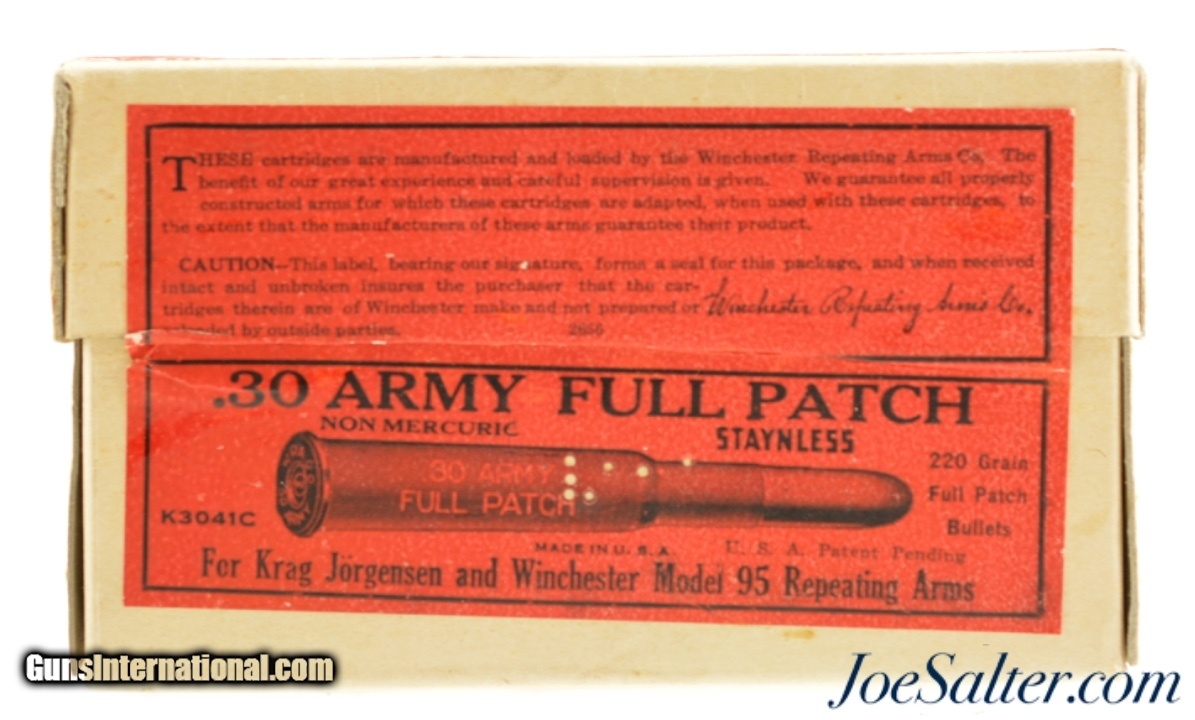 THESE cartridges are manufactured and loaded by the Winchester Repeating Arms Co. The
benefit of our great experience and careful supervision is given. We guarantee all properly
constructed arms for which these cartridges are adapted, when used with these cartridges, to
the extent that the manufacturers of these arms guarantee their product.
CAUTION—This label, bearing our signature, forms a seal for this package, and when received
intact and unbroken insures the purchaser that the car-
tridges therein are of Winchester make and not prepared or Winchester Repeating Arms Co.
by outside parties. 2656
.30 ARMY FULL PATCH
NON MERCURIC STAYNLESS
30 ARMY
FULL PATCH
220 Grain
Full Patch
Bullets
K3041C
MADE IN U.S.A. U. S. A. Patent Pending
For Krag Jörgensen and Winchester Model 95 Repeating Arms
GunsInternational.com
JoeSalter.com